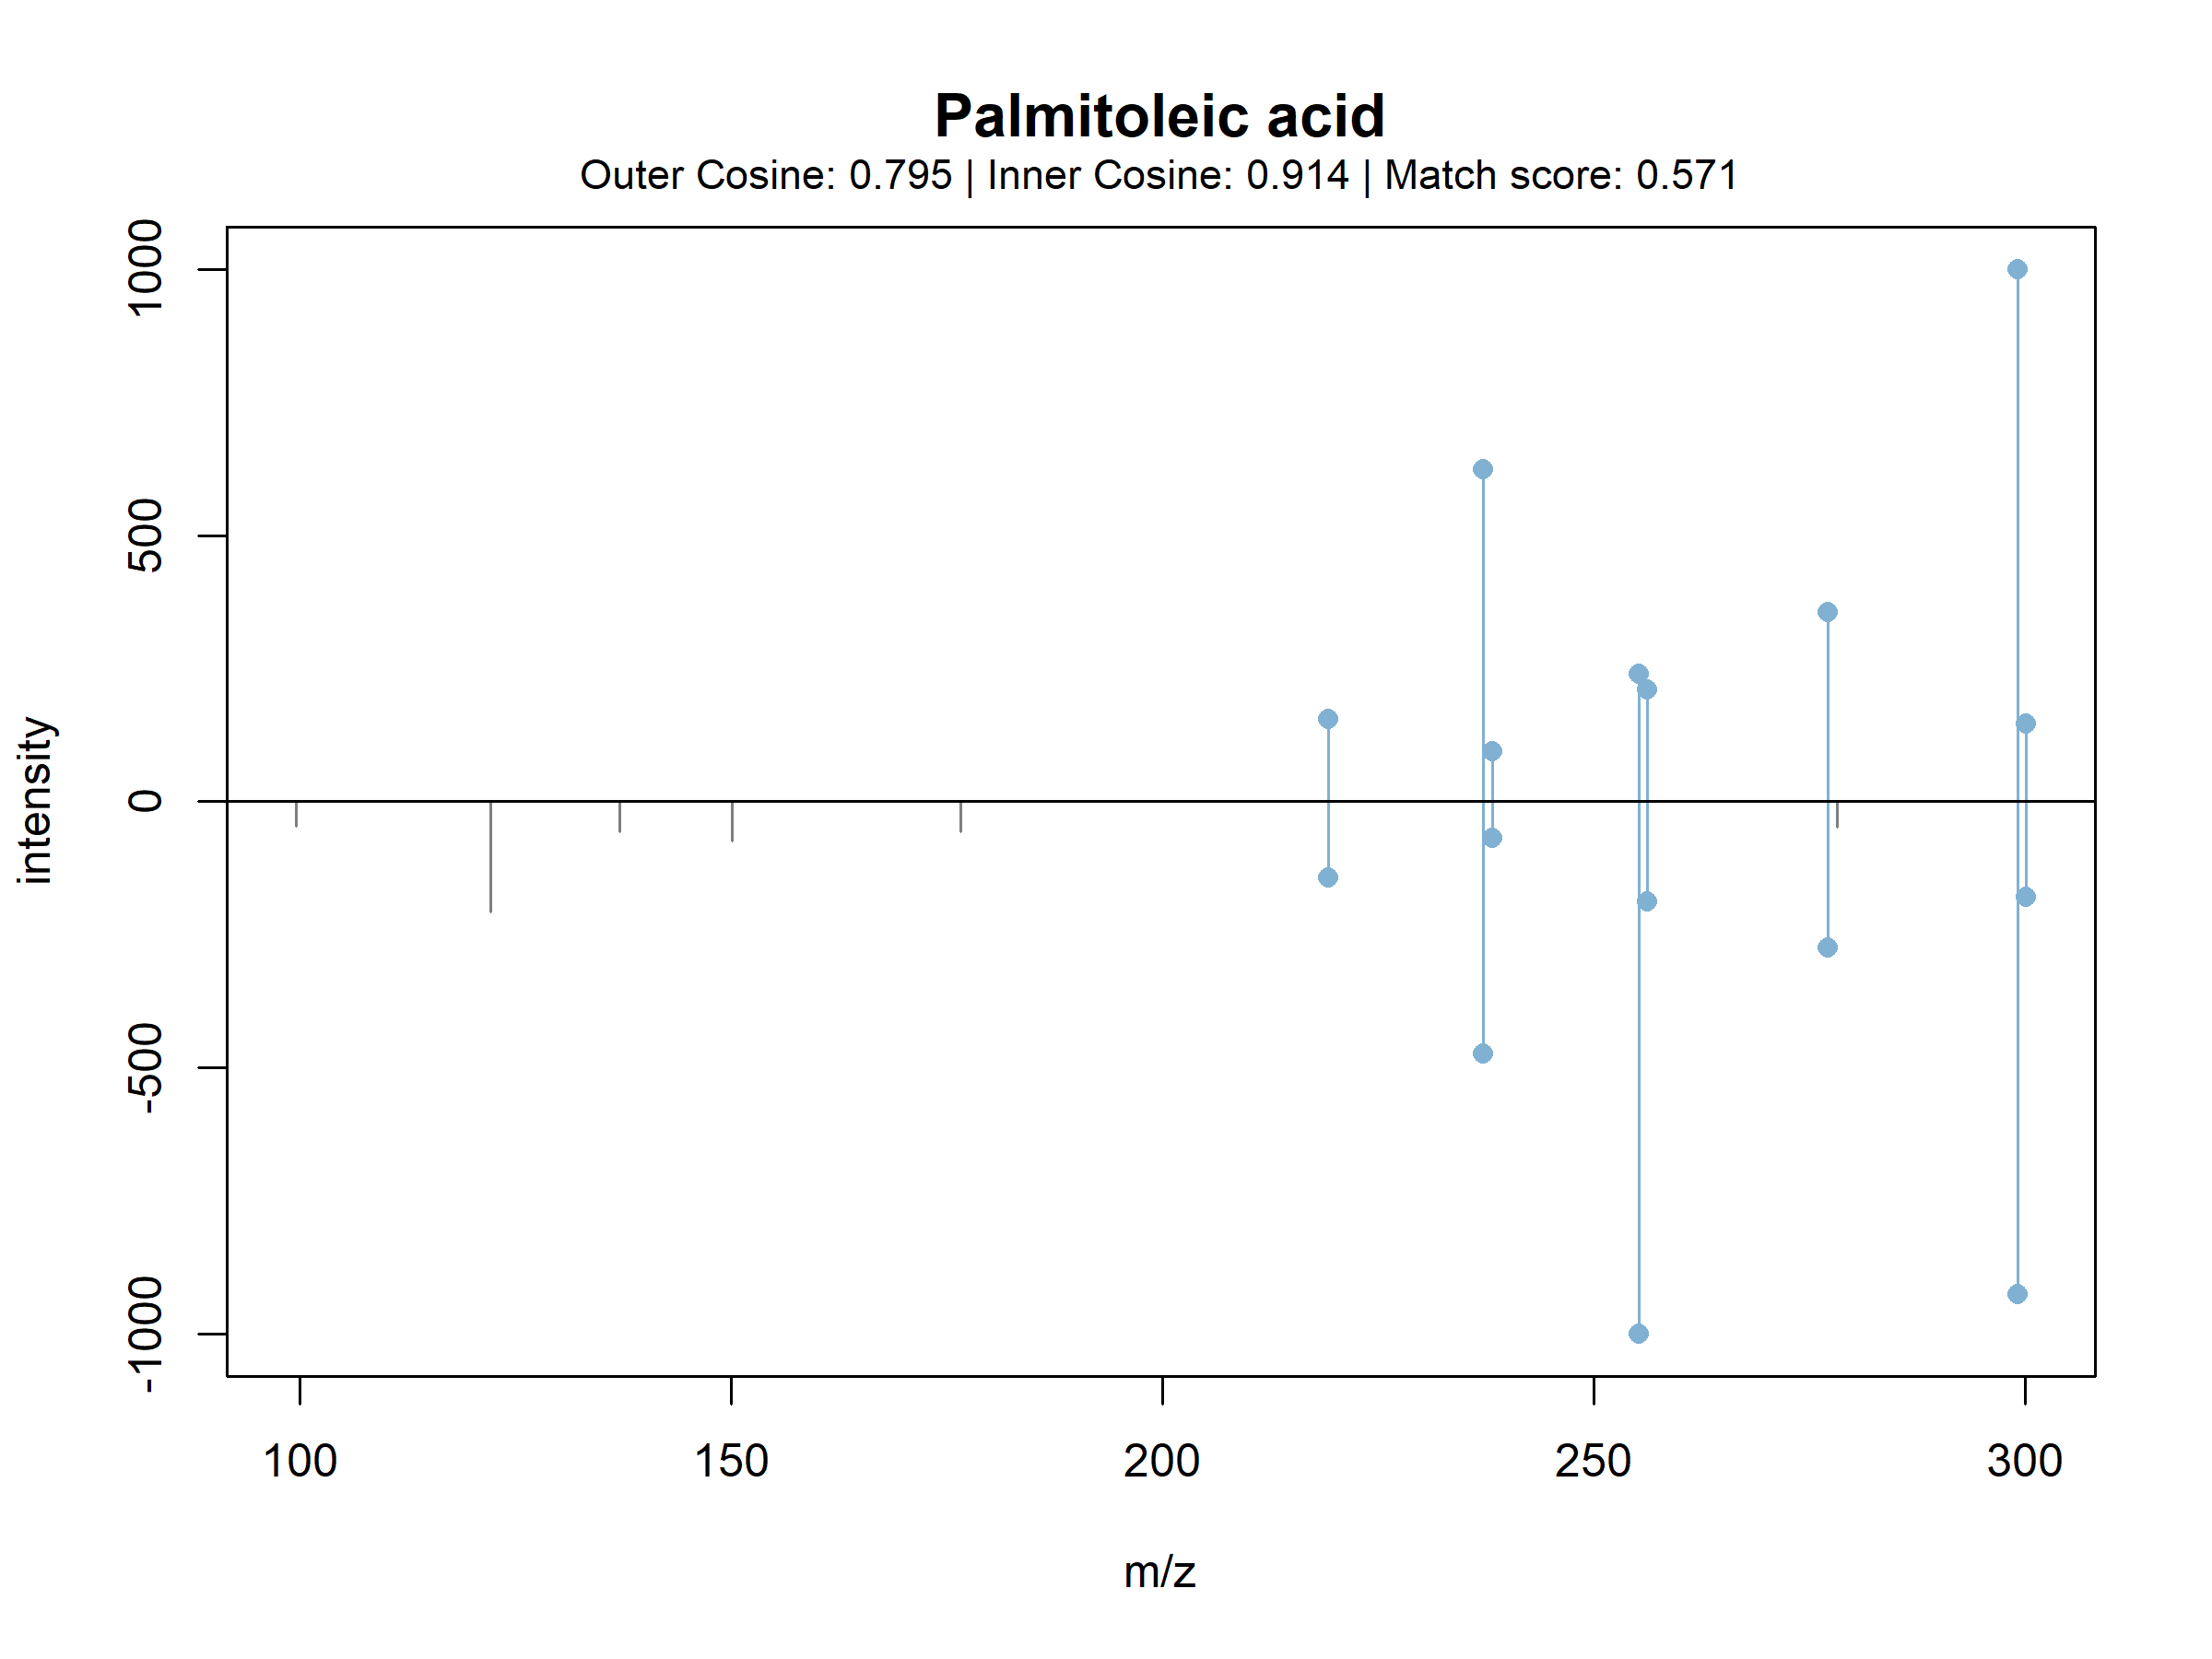 Palmitoleic acid
Outer Cosine: 0.795 | Inner Cosine: 0.914 | Match score: 0.571
1000
500
0
-500
-1000
intensity
100 150 200 250 300
m/z